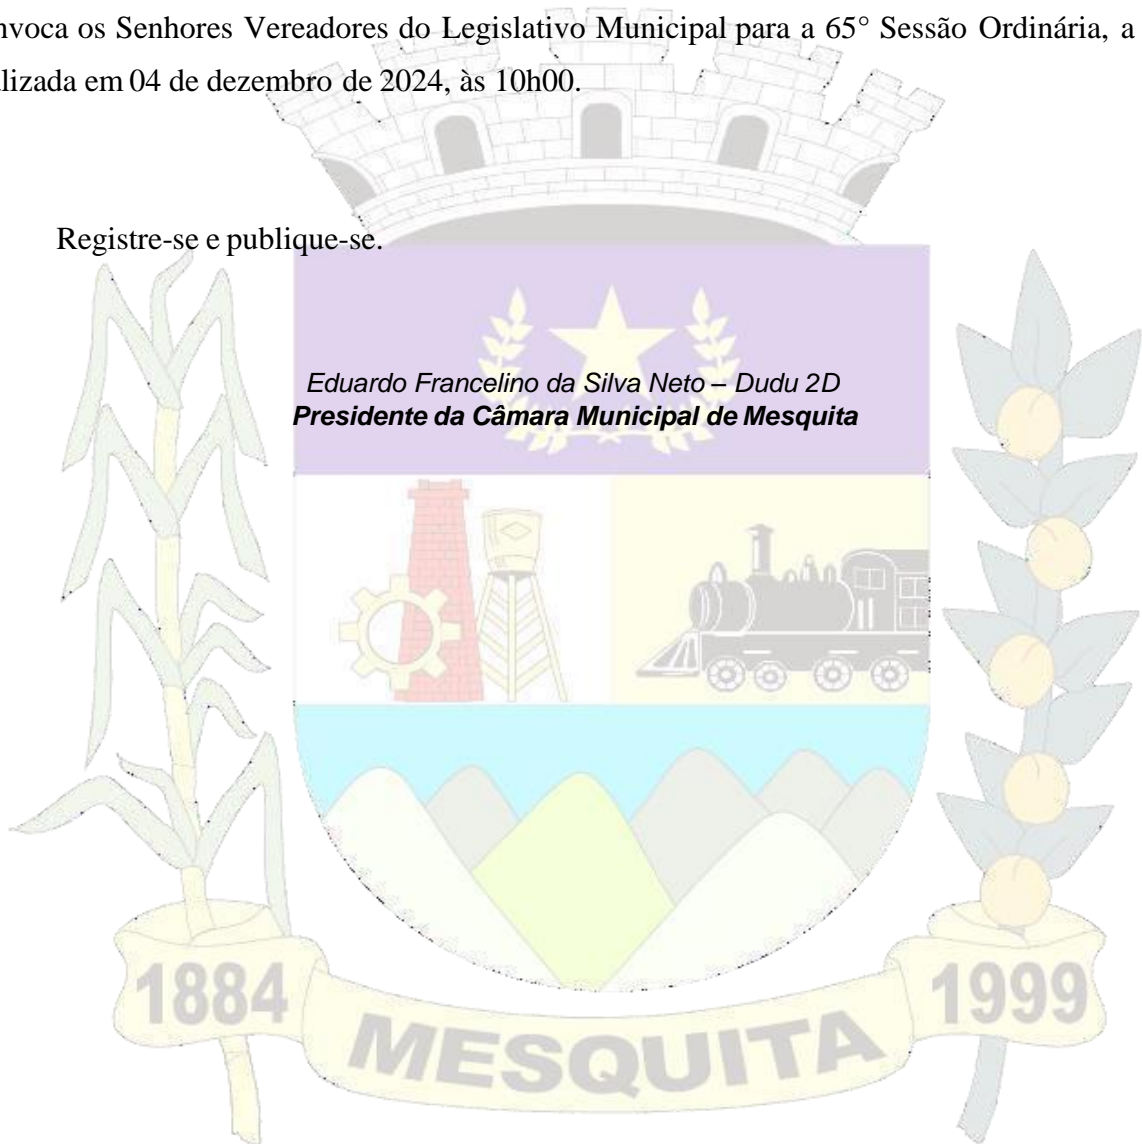 nvoca os Senhores Vereadores do Legislativo Municipal para a 65° Sessão Ordinária, a
lizada em 04 de dezembro de 2024, às 10h00.
Registre-se e publique-se.
Eduardo Francelino da Silva Neto – Dudu 2D
Presidente da Câmara Municipal de Mesquita
1884
MESQUITA
1999